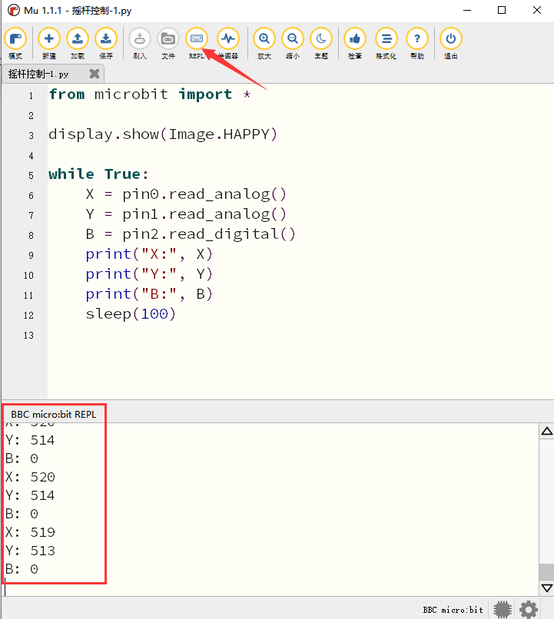 Mu 1.1.1 - 摇杆控制-1.py
模式 新建 加载 保存 刷入 文件 REPL 绘图器 放大 缩小 主题 检查 格式化 帮助 退出
摇杆控制-1.py
1 from microbit import *
2
3 display.show(Image.HAPPY)
4
5 while True:
6 X = pin0.read_analog()
7 Y = pin1.read_analog()
8 B = pin2.read_digital()
9 print("X:", X)
10 print("Y:", Y)
11 print("B:", B)
12 sleep(100)
13
BBC micro:bit REPL
X: 520
Y: 514
B: 0
X: 520
Y: 514
B: 0
X: 519
Y: 513
B: 0
BBC micro:bit